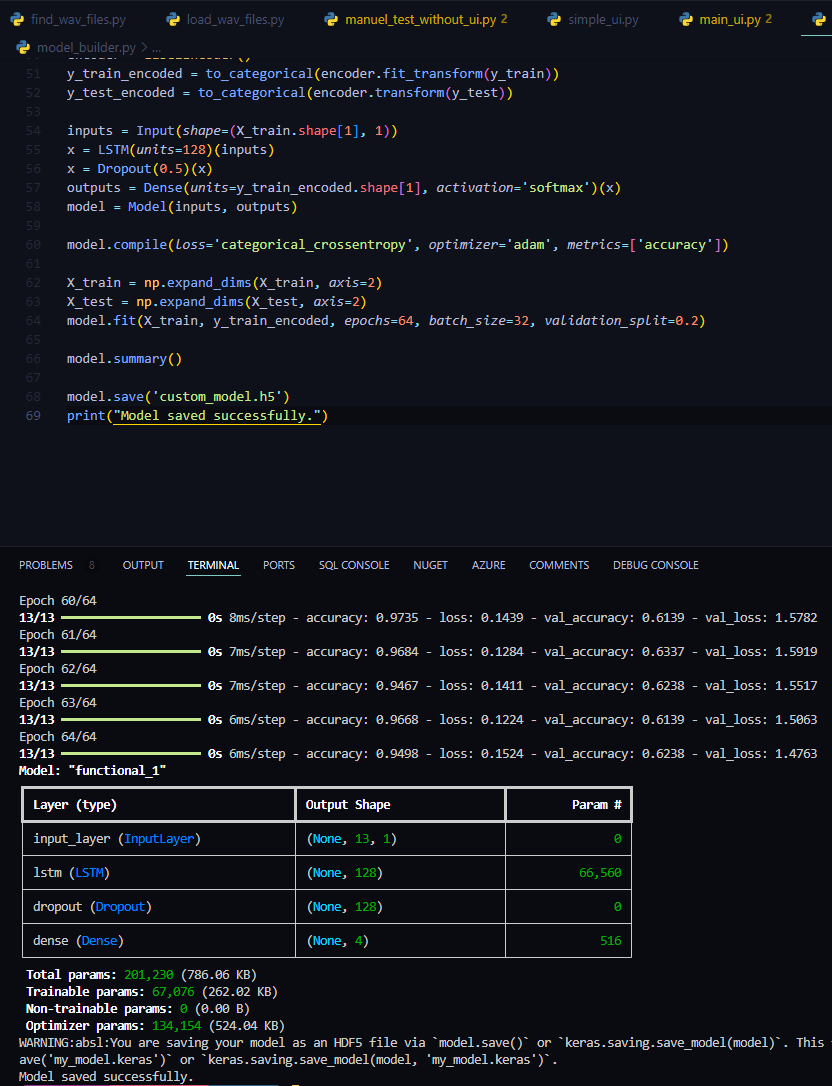 find_wav_files.py load_wav_files.py manuel_test_without_ui.py 2 simple_ui.py main_ui.py 2
model_builder.py > ...
51 y_train_encoded = to_categorical(encoder.fit_transform(y_train))
52 y_test_encoded = to_categorical(encoder.transform(y_test))
53
54 inputs = Input(shape=(X_train.shape[1], 1))
55 x = LSTM(units=128)(inputs)
56 x = Dropout(0.5)(x)
57 outputs = Dense(units=y_train_encoded.shape[1], activation='softmax')(x)
58 model = Model(inputs, outputs)
59
60 model.compile(loss='categorical_crossentropy', optimizer='adam', metrics=['accuracy'])
61
62 X_train = np.expand_dims(X_train, axis=2)
63 X_test = np.expand_dims(X_test, axis=2)
64 model.fit(X_train, y_train_encoded, epochs=64, batch_size=32, validation_split=0.2)
65
66 model.summary()
67
68 model.save('custom_model.h5')
69 print("Model saved successfully.")
PROBLEMS 8 OUTPUT TERMINAL PORTS SQL CONSOLE NUGET AZURE COMMENTS DEBUG CONSOLE
Epoch 60/64
13/13 0s 8ms/step - accuracy: 0.9735 - loss: 0.1439 - val_accuracy: 0.6139 - val_loss: 1.5782
Epoch 61/64
13/13 0s 7ms/step - accuracy: 0.9684 - loss: 0.1284 - val_accuracy: 0.6337 - val_loss: 1.5919
Epoch 62/64
13/13 0s 7ms/step - accuracy: 0.9467 - loss: 0.1411 - val_accuracy: 0.6238 - val_loss: 1.5517
Epoch 63/64
13/13 0s 6ms/step - accuracy: 0.9668 - loss: 0.1224 - val_accuracy: 0.6139 - val_loss: 1.5063
Epoch 64/64
13/13 0s 6ms/step - accuracy: 0.9498 - loss: 0.1524 - val_accuracy: 0.6238 - val_loss: 1.4763
Model: "functional_1"
Layer (type) Output Shape Param #
input_layer (InputLayer) (None, 13, 1) 0
lstm (LSTM) (None, 128) 66,560
dropout (Dropout) (None, 128) 0
dense (Dense) (None, 4) 516
Total params: 201,230 (786.06 KB)
Trainable params: 67,076 (262.02 KB)
Non-trainable params: 0 (0.00 B)
Optimizer params: 134,154 (524.04 KB)
WARNING:absl:You are saving your model as an HDF5 file via `model.save()` or `keras.saving.save_model(model)`. This
ave('my_model.keras')` or `keras.saving.save_model(model, 'my_model.keras')`.
Model saved successfully.